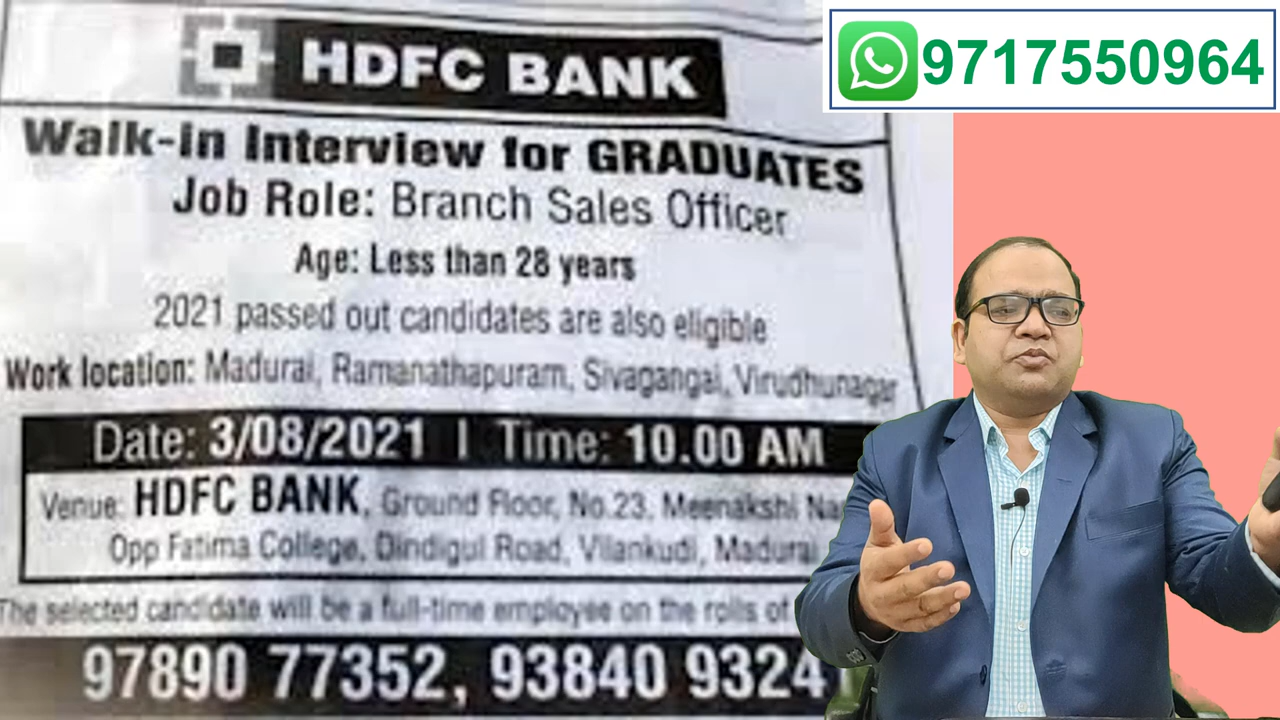 HDFC BANK
9717550964
Walk-in Interview for GRADUATES
Job Role: Branch Sales Officer
Age: Less than 28 years
2021 passed out candidates are also eligible
Work location: Madurai, Ramanathapuram, Sivagangai, Virudhunagar
Date: 3/08/2021 | Time: 10.00 AM
Venue: HDFC BANK, Ground Floor, No.23, Meenakshi Na
Opp Fatima College, Dindigul Road, Vilankudi, Madurai
The selected candidate will be a full-time employee on the rolls of
97890 77352, 93840 9324